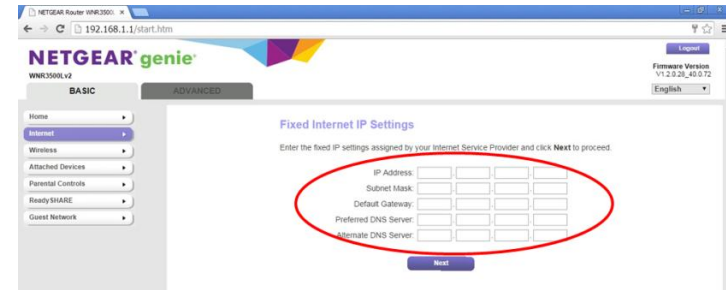 NETGEAR Router WNR3500L
192.168.1.1/start.htm
NETGEAR genie
WNR3500Lv2
Logout
Firmware Version
V1.2.0.28_40.0.72
BASIC
ADVANCED
English
Home
Internet
Wireless
Attached Devices
Parental Controls
ReadySHARE
Guest Network
Fixed Internet IP Settings
Enter the fixed IP settings assigned by your Internet Service Provider and click Next to proceed.
IP Address:
Subnet Mask:
Default Gateway:
Preferred DNS Server:
Alternate DNS Server:
Next